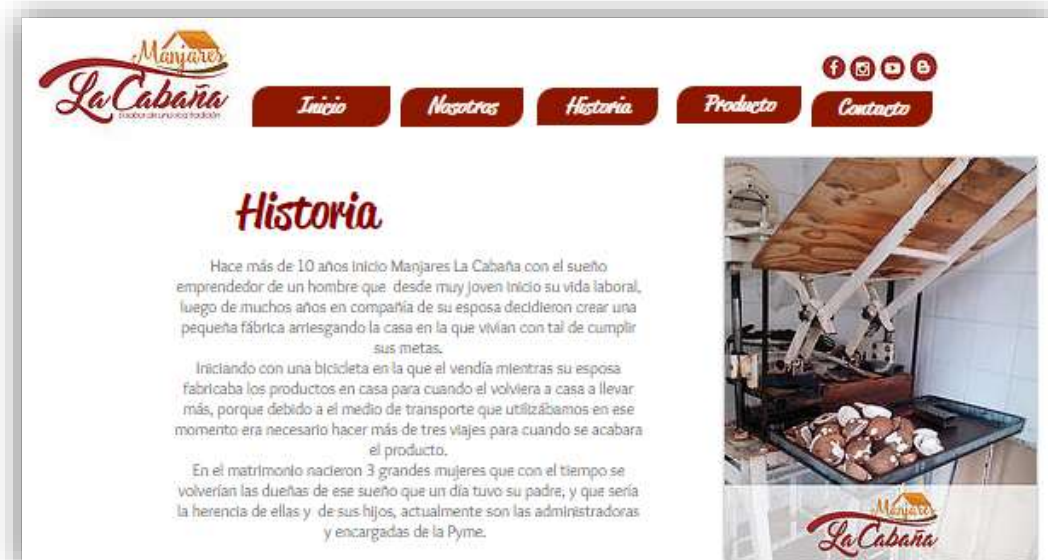 Manjares
La Cabaña
El sabor de una rica tradición
Inicio
Nosotros
Historia
Producto
Contacto
Historia
Hace más de 10 años inicio Manjares La Cabaña con el sueño
emprendedor de un hombre que desde muy joven inicio su vida laboral,
luego de muchos años en compañía de su esposa decidieron crear una
pequeña fábrica arriesgando la casa en la que vivian con tal de cumplir
sus metas.
Iniciando con una bicicleta en la que el vendía mientras su esposa
fabricaba los productos en casa para cuando el volviera a casa a llevar
más, porque debido a el medio de transporte que utilizábamos en ese
momento era necesario hacer más de tres viajes para cuando se acabara
el producto.
En el matrimonio nacieron 3 grandes mujeres que con el tiempo se
volverían las dueñas de ese sueño que un día tuvo su padre, y que sería
la herencia de ellas y de sus hijos, actualmente son las administradoras
y encargadas de la Pyme.
Manjares
La Cabaña